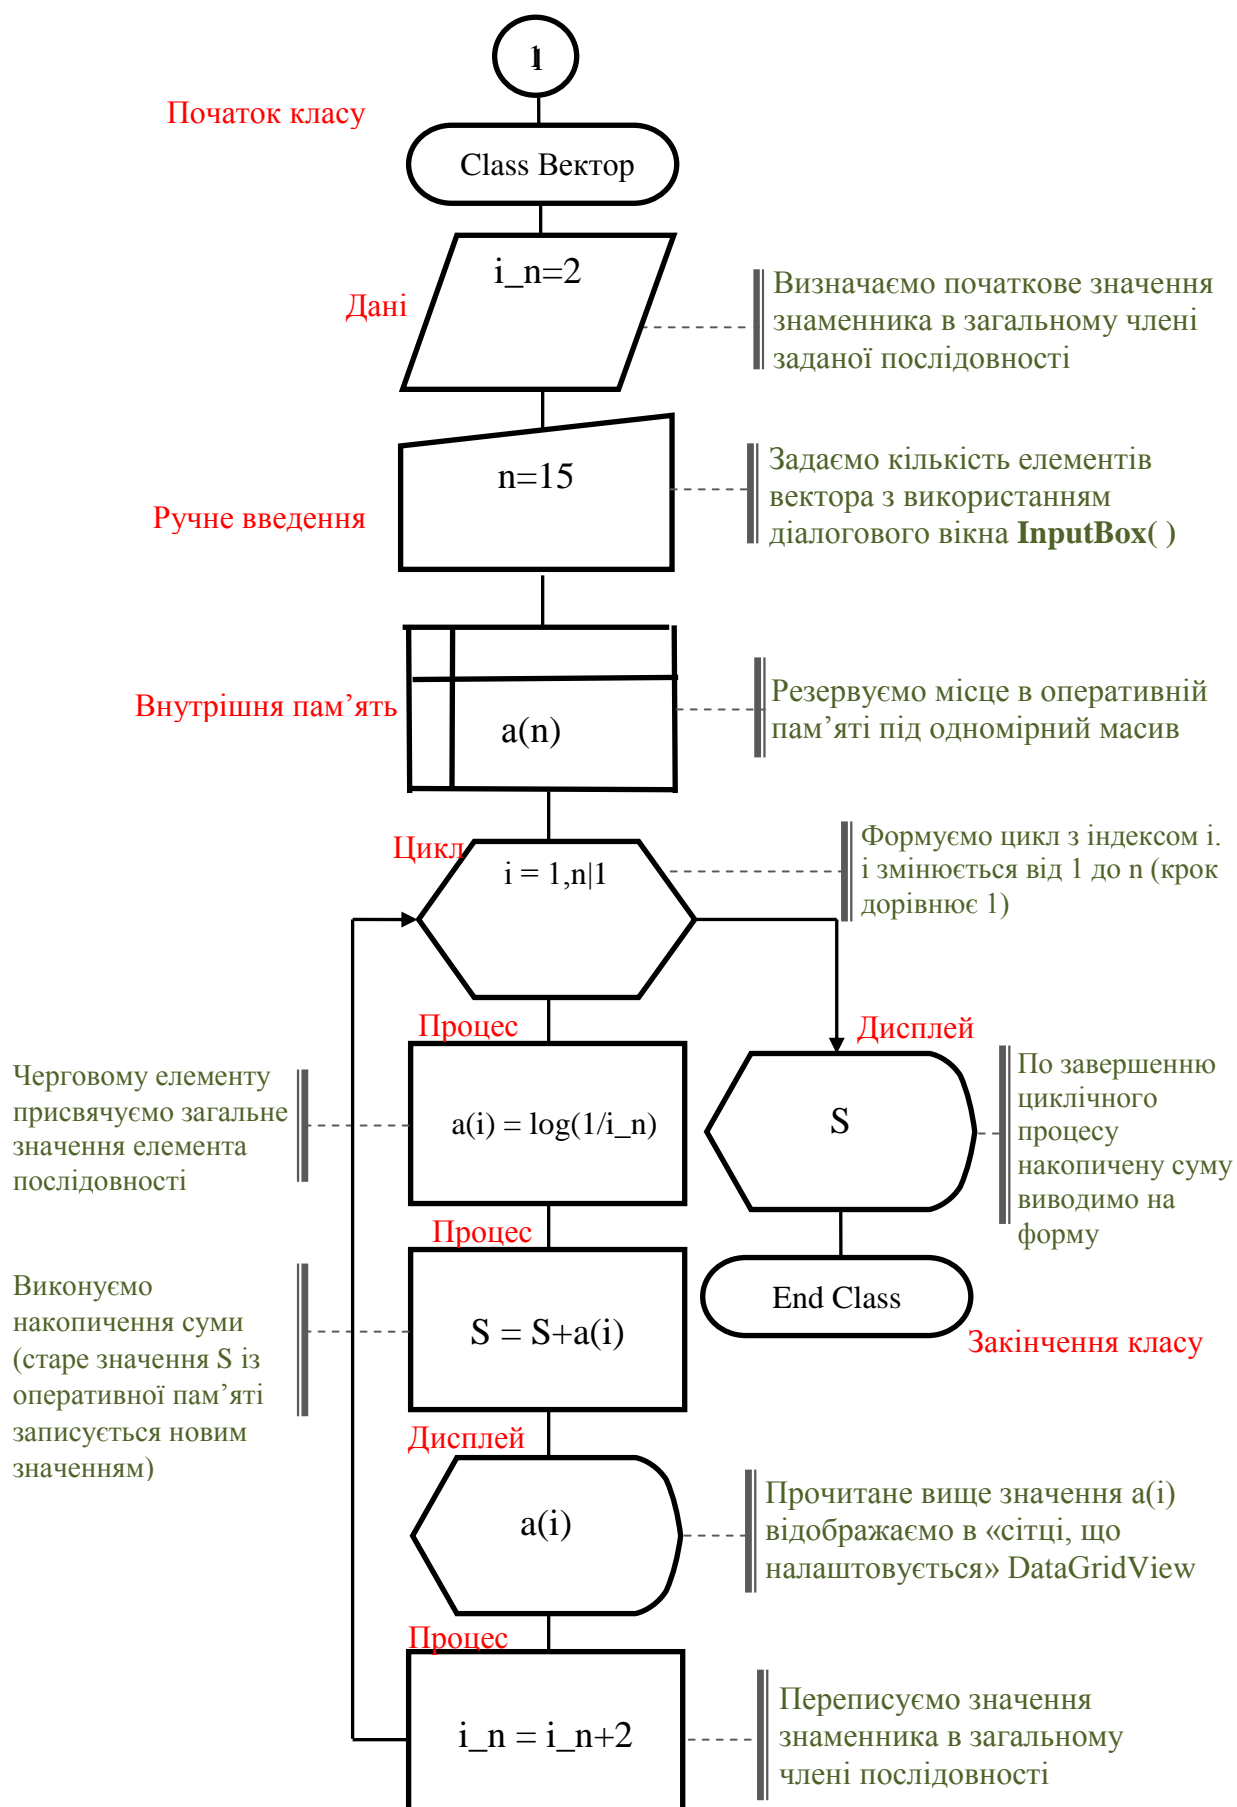 1
Початок класу
Class Вектор
i_n=2
Дані
Визначаємо початкове значення
знаменника в загальному члені
заданої послідовності
n=15
Ручне введення
Задаємо кількість елементів
вектора з використанням
діалогового вікна InputBox( )
Внутрішня пам’ять
a(n)
Резервуємо місце в оперативній
пам’яті під одномірний масив
Цикл
i = 1,n|1
Формуємо цикл з індексом і.
і змінюється від 1 до n (крок
дорівнює 1)
Процес
a(i) = log(1/i_n)
Черговому елементу
присвячуємо загальне
значення елемента
послідовності
Дисплей
S
По завершенню
циклічного
процесу
накопичену суму
виводимо на
форму
Процес
S = S+a(i)
Виконуємо
накопичення суми
(старе значення S із
оперативної пам’яті
записується новим
значенням)
End Class
Закінчення класу
Дисплей
a(i)
Прочитане вище значення a(i)
відображаємо в «сітці, що
налаштовується» DataGridView
Процес
i_n = i_n+2
Переписуємо значення
знаменника в загальному
члені послідовності